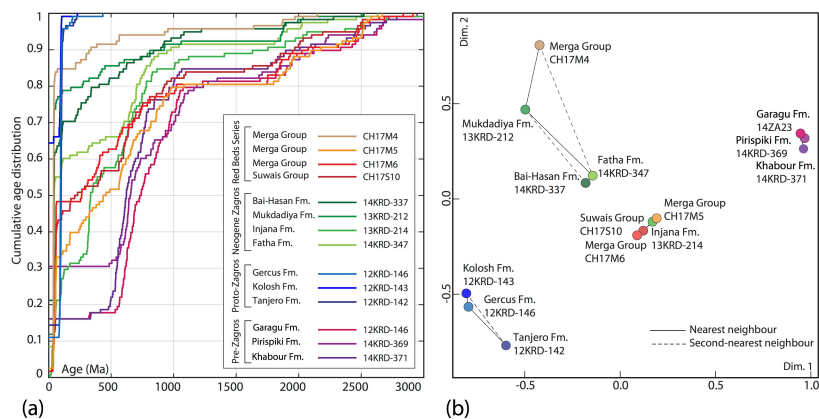 1
0.9
0.8
0.7
0.6
0.5
0.4
0.3
0.2
0.1
0
Cumulative age distribution
Age (Ma)
0
500
1000
1500
2000
2500
3000
Red Beds Series
Merga Group CH17M4
Merga Group CH17M5
Merga Group CH17M6
Suwais Group CH17S10
Neogene Zagros
Bai-Hasan Fm. 14KRD-337
Mukdadiya Fm. 13KRD-212
Injana Fm. 13KRD-214
Fatha Fm. 14KRD-347
Proto-Zagros
Gercus Fm. 12KRD-146
Kolosh Fm. 12KRD-143
Tanjero Fm. 12KRD-142
Pre-Zagros
Garagu Fm. 12KRD-146
Pirispiki Fm. 14KRD-369
Khabour Fm. 14KRD-371
(a)
Dim. 2
0.5
0.0
-0.5
Merga Group
CH17M4
Mukdadiya Fm.
13KRD-212
Bai-Hasan Fm.
14KRD-337
Fatha Fm.
14KRD-347
Garagu Fm.
14ZA23
Pirispiki Fm.
14KRD-369
Khabour Fm.
14KRD-371
Merga Group
CH17M5
Suwais Group
CH17S10
Injana Fm.
13KRD-214
Merga Group
CH17M6
Kolosh Fm.
12KRD-143
Gercus Fm.
12KRD-146
Tanjero Fm.
12KRD-142
Nearest neighbour
Second-nearest neighbour
Dim. 1
-0.5
0.0
0.5
1.0
(b)